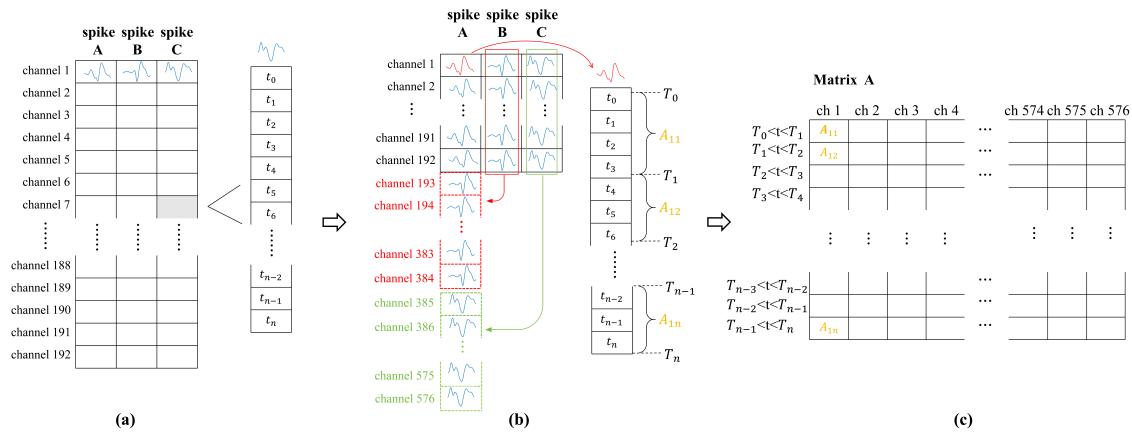 spike spike spike
A B C
channel 1
channel 2
channel 3
channel 4
channel 5
channel 6
channel 7
channel 188
channel 189
channel 190
channel 191
channel 192
t₀
t₁
t₂
t₃
t₄
t₅
t₆
tₙ₋₂
tₙ₋₁
tₙ
(a)
spike spike spike
A B C
channel 1
channel 2
channel 191
channel 192
channel 193
channel 194
channel 383
channel 384
channel 385
channel 386
channel 575
channel 576
t₀
t₁
t₂
t₃
t₄
t₅
t₆
tₙ₋₂
tₙ₋₁
tₙ
T₀
A₁₁
T₁
A₁₂
T₂
Tₙ₋₁
A₁ₙ
Tₙ
(b)
Matrix A
ch 1 ch 2 ch 3 ch 4 ch 574 ch 575 ch 576
T₀<t<T₁ A₁₁ ...
T₁<t<T₂ A₁₂
T₂<t<T₃ ...
T₃<t<T₄
Tₙ₋₃<t<Tₙ₋₂
Tₙ₋₂<t<Tₙ₋₁ ...
Tₙ₋₁<t<Tₙ A₁ₙ ...
(c)